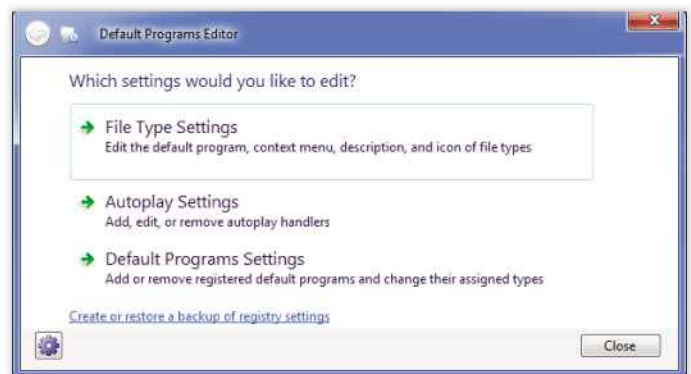 Default Programs Editor
Which settings would you like to edit?
File Type Settings
Edit the default program, context menu, description, and icon of file types
Autoplay Settings
Add, edit, or remove autoplay handlers
Default Programs Settings
Add or remove registered default programs and change their assigned types
Create or restore a backup of registry settings
Close